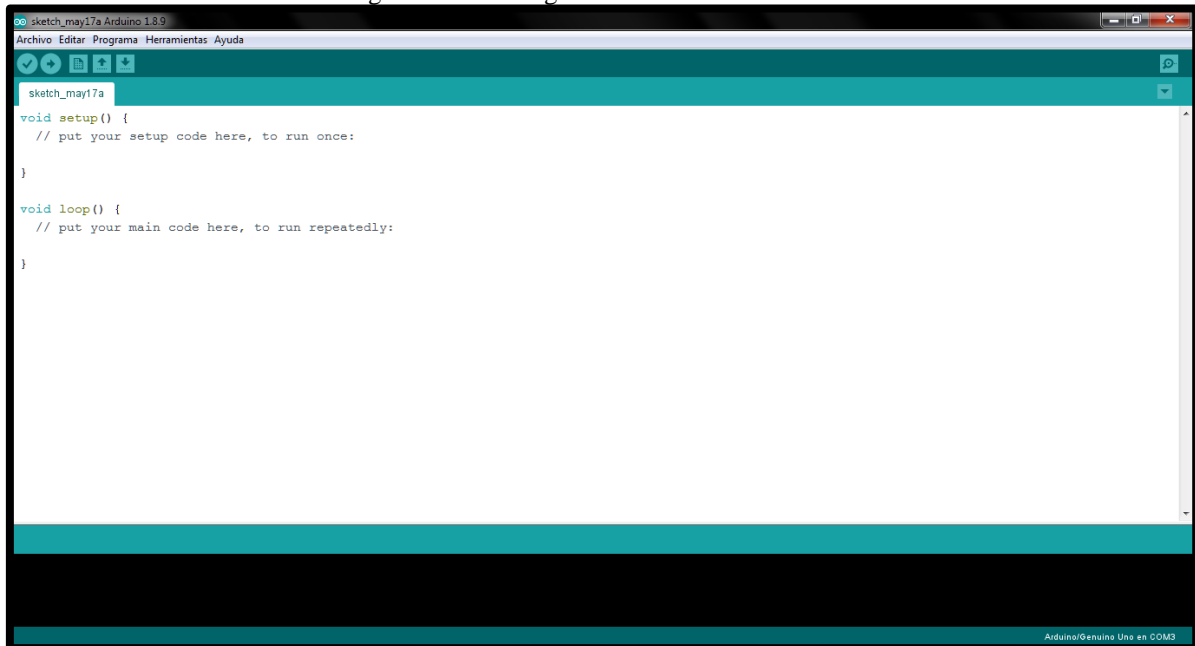 sketch_may17a Arduino 1.8.9
Archivo Editar Programa Herramientas Ayuda
sketch_may17a
void setup() {
// put your setup code here, to run once:
}
void loop() {
// put your main code here, to run repeatedly:
}
Arduino/Genuino Uno en COM3